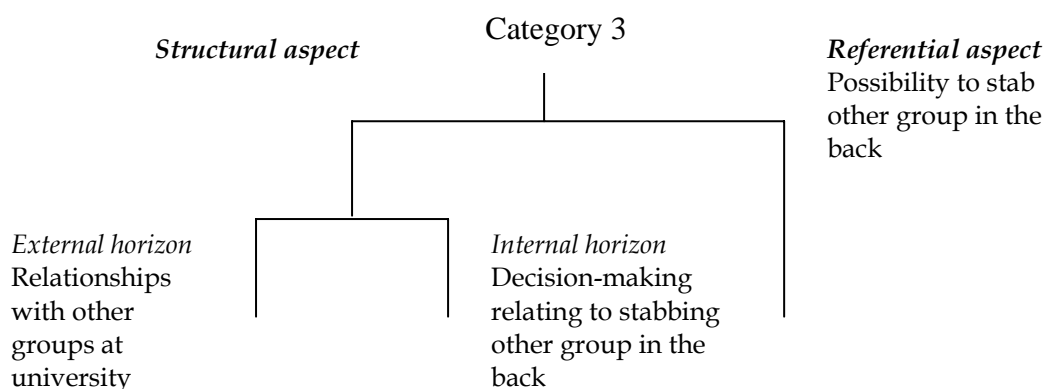 Category 3
Structural aspect
Referential aspect
Possibility to stab
other group in the
back
External horizon
Relationships
with other
groups at
university
Internal horizon
Decision-making
relating to stabbing
other group in the
back